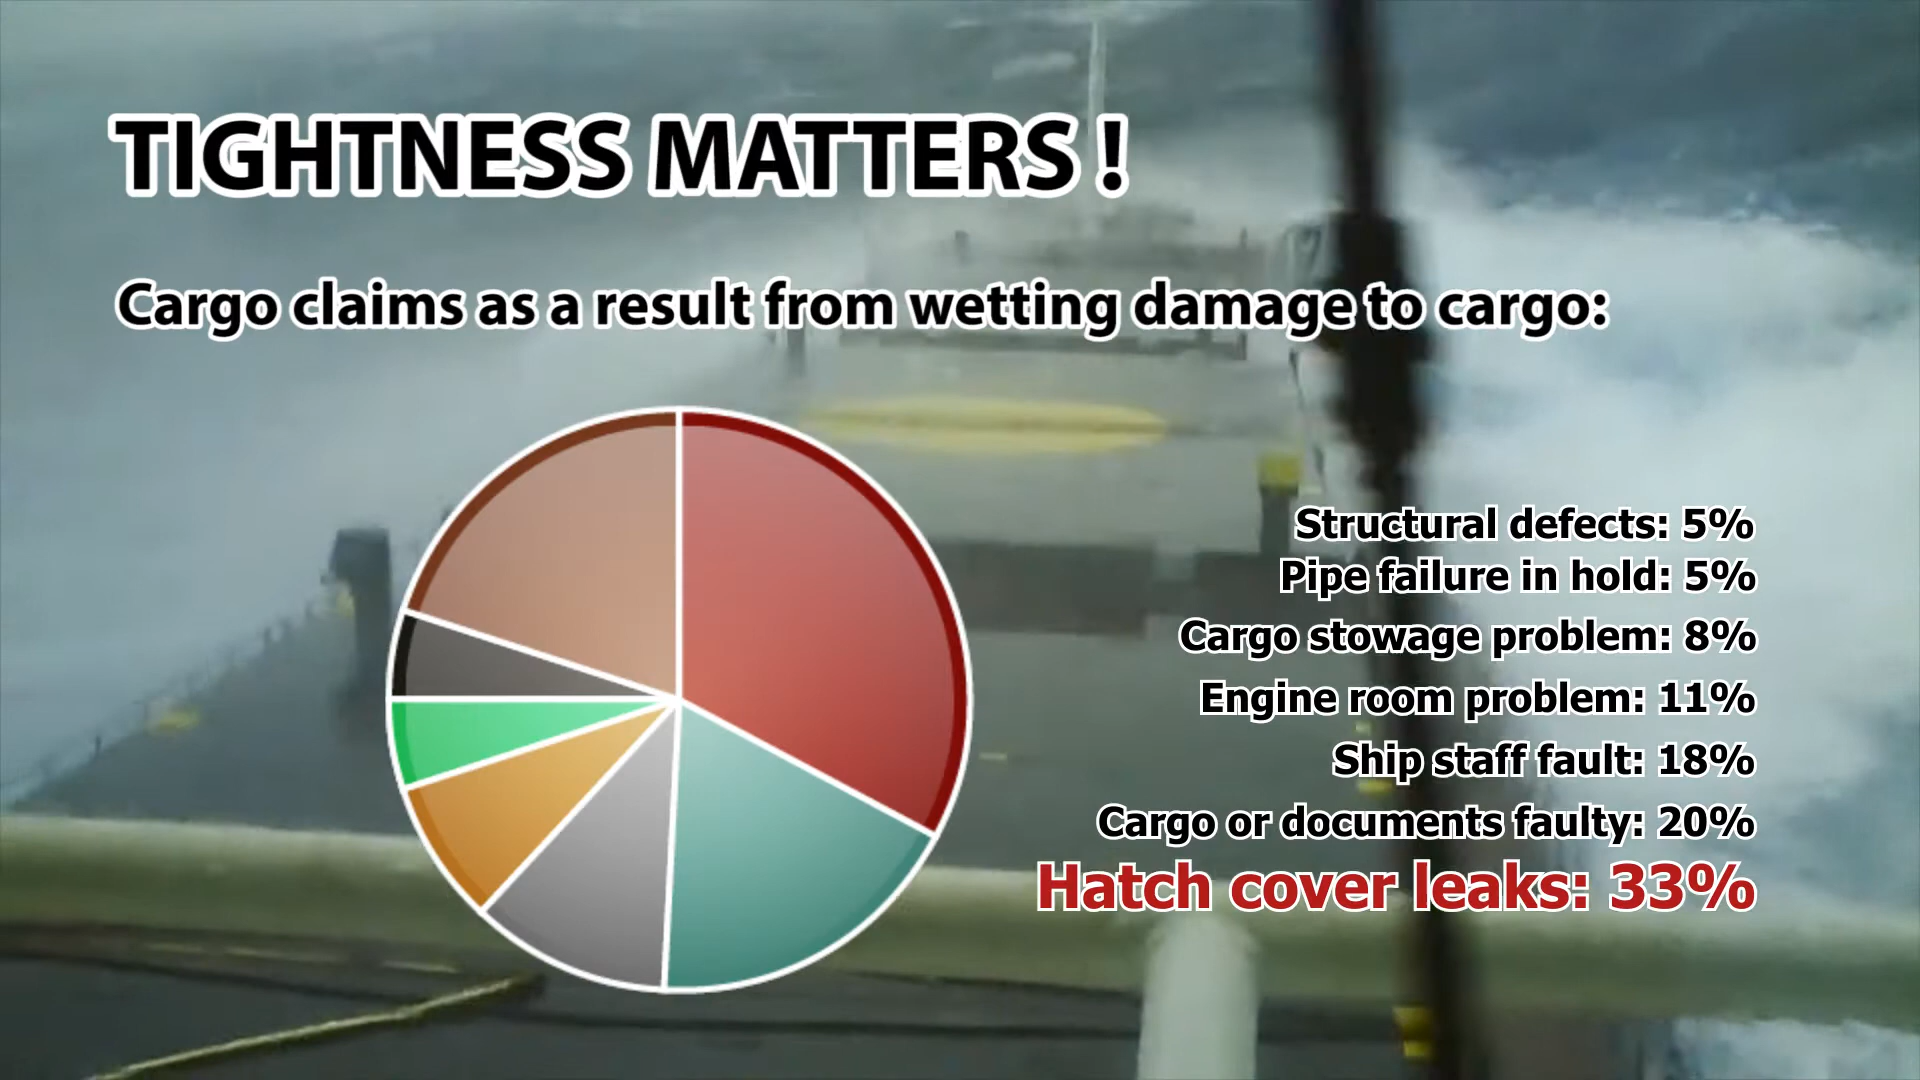 TIGHTNESS MATTERS !
Cargo claims as a result from wetting damage to cargo:
Structural defects: 5%
Pipe failure in hold: 5%
Cargo stowage problem: 8%
Engine room problem: 11%
Ship staff fault: 18%
Cargo or documents faulty: 20%
Hatch cover leaks: 33%